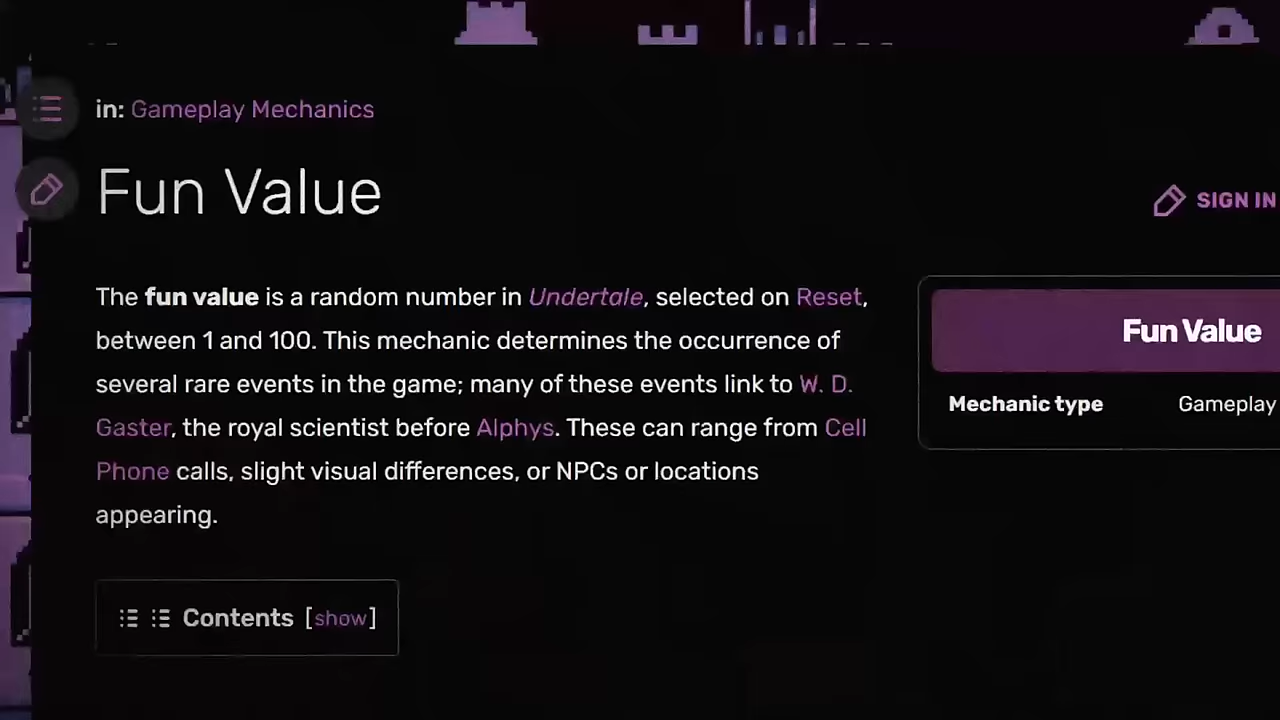 in: Gameplay Mechanics
Fun Value
SIGN IN
The fun value is a random number in Undertale, selected on Reset,
between 1 and 100. This mechanic determines the occurrence of
several rare events in the game; many of these events link to W. D.
Gaster, the royal scientist before Alphys. These can range from Cell
Phone calls, slight visual differences, or NPCs or locations
appearing.
Fun Value
Mechanic type Gameplay
Contents [show]